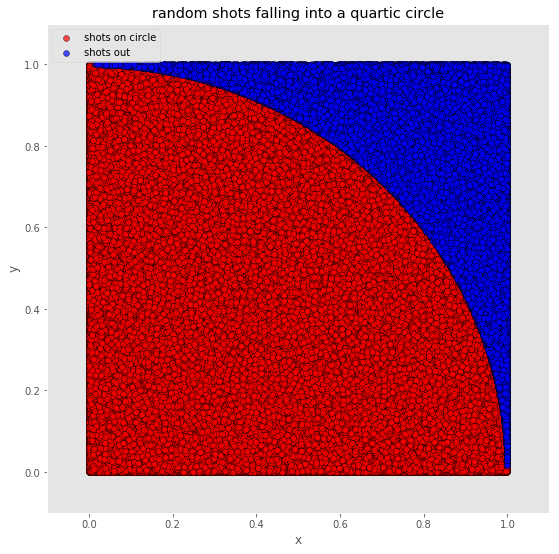 random shots falling into a quartic circle
shots on circle
shots out
1.0
0.8
0.6
0.4
0.2
0.0
y
0.0 0.2 0.4 0.6 0.8 1.0
x